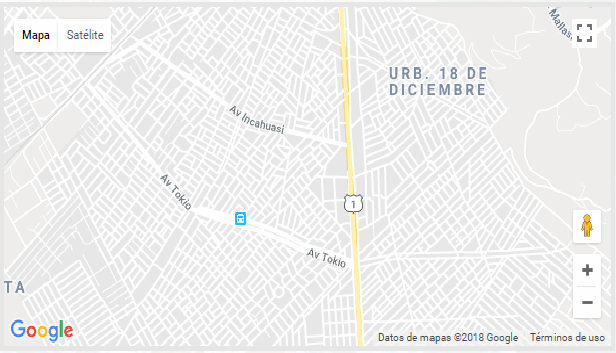 Mapa
Satélite
Mallas
URB. 18 DE
DICIEMBRE
Av Incahuasi
Av Tokio
1
Av Tokio
TA
Google
Datos de mapas ©2018 Google
Términos de uso